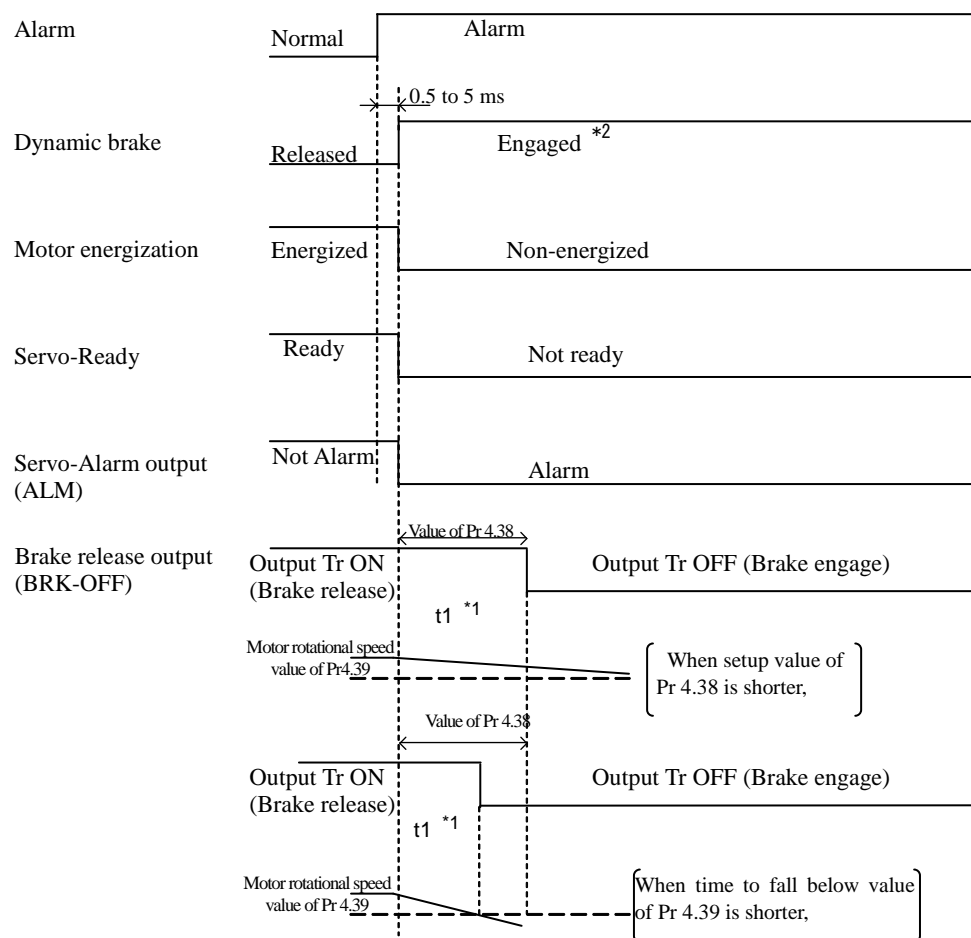 Alarm
Normal
Alarm
0.5 to 5 ms
Dynamic brake
Released
Engaged *2
Motor energization
Energized
Non-energized
Servo-Ready
Ready
Not ready
Servo-Alarm output
(ALM)
Not Alarm
Alarm
Value of Pr 4.38
Brake release output
(BRK-OFF)
Output Tr ON
(Brake release)
Output Tr OFF (Brake engage)
t1 *1
Motor rotational speed
value of Pr4.39
When setup value of
Pr 4.38 is shorter,
Value of Pr 4.38
Output Tr ON
(Brake release)
Output Tr OFF (Brake engage)
t1 *1
Motor rotational speed
value of Pr 4.39
When time to fall below value
of Pr 4.39 is shorter,